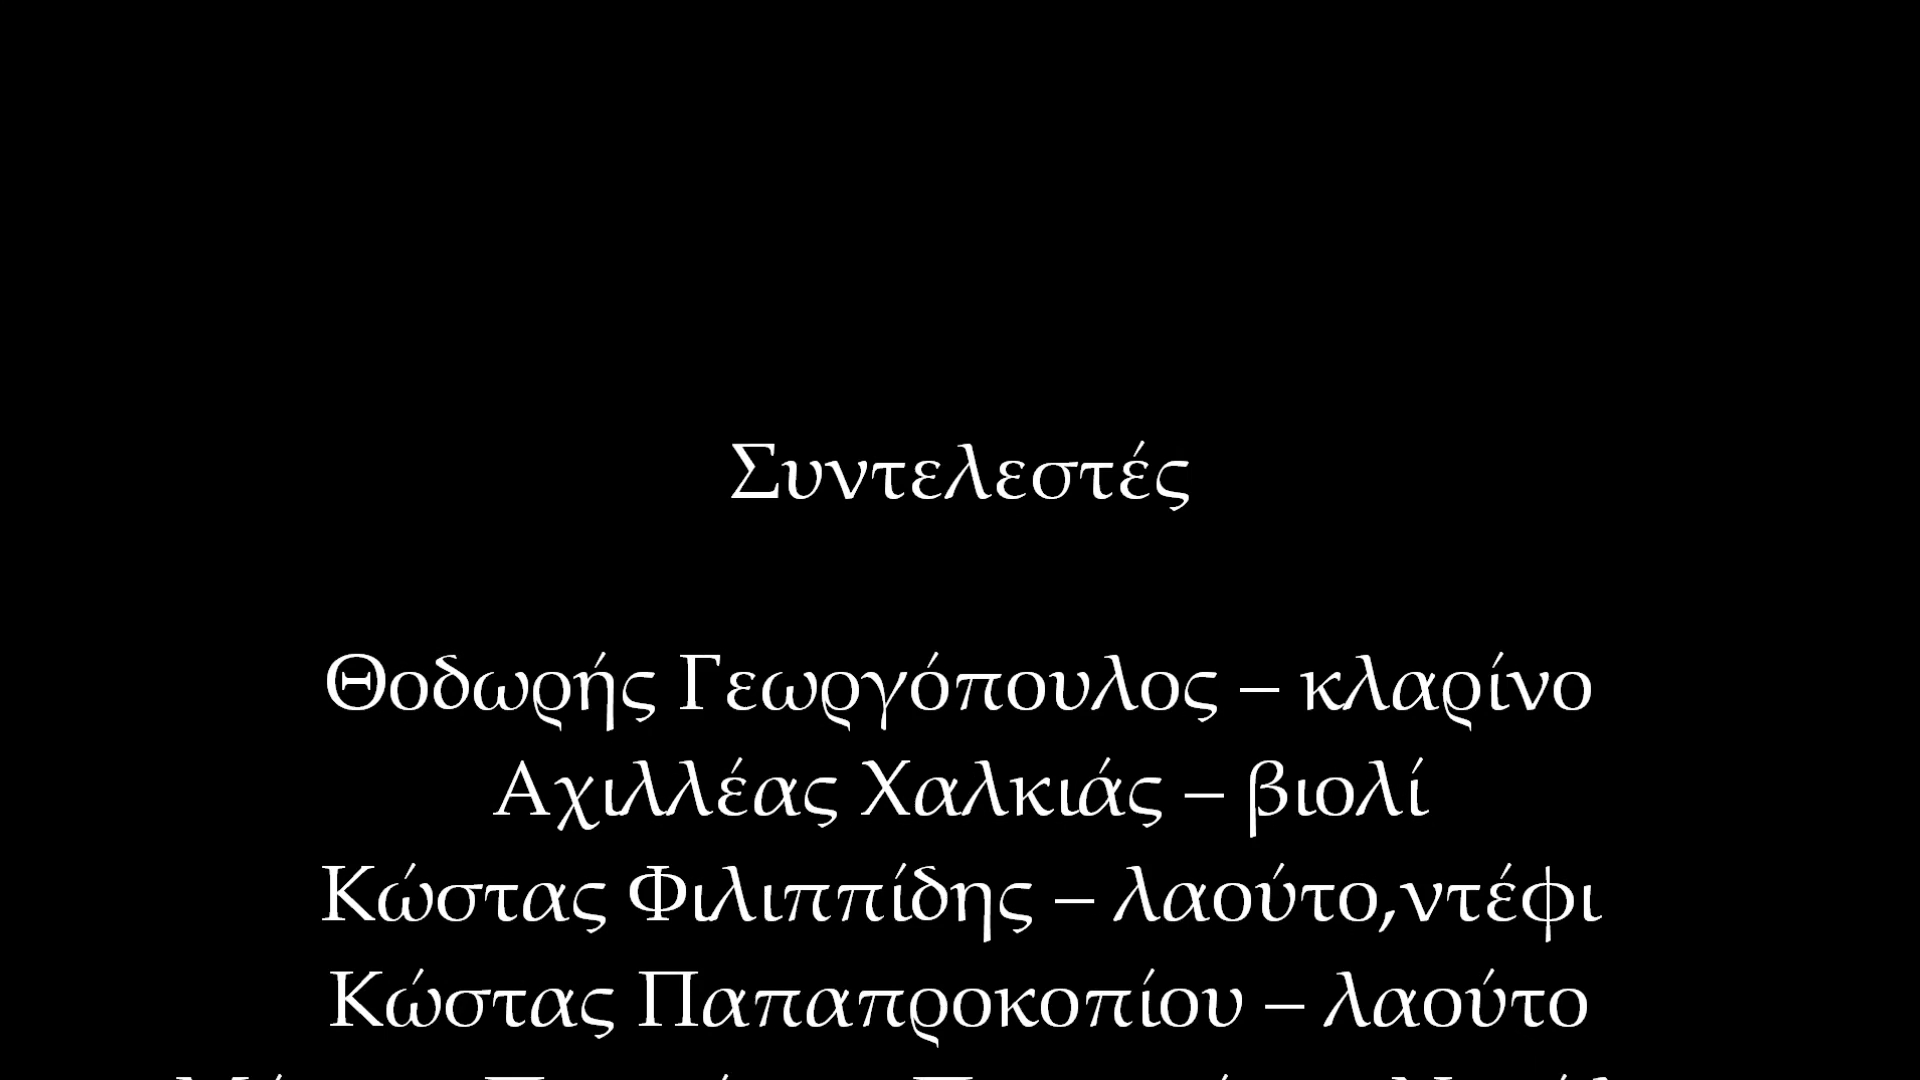 Συντελεστές
Θοδωρής Γεωργόπουλος – κλαρίνο
Αχιλλέας Χαλκιάς – βιολί
Κώστας Φιλιππίδης – λαούτο,ντέφι
Κώστας Παπαπροκοπίου – λαούτο